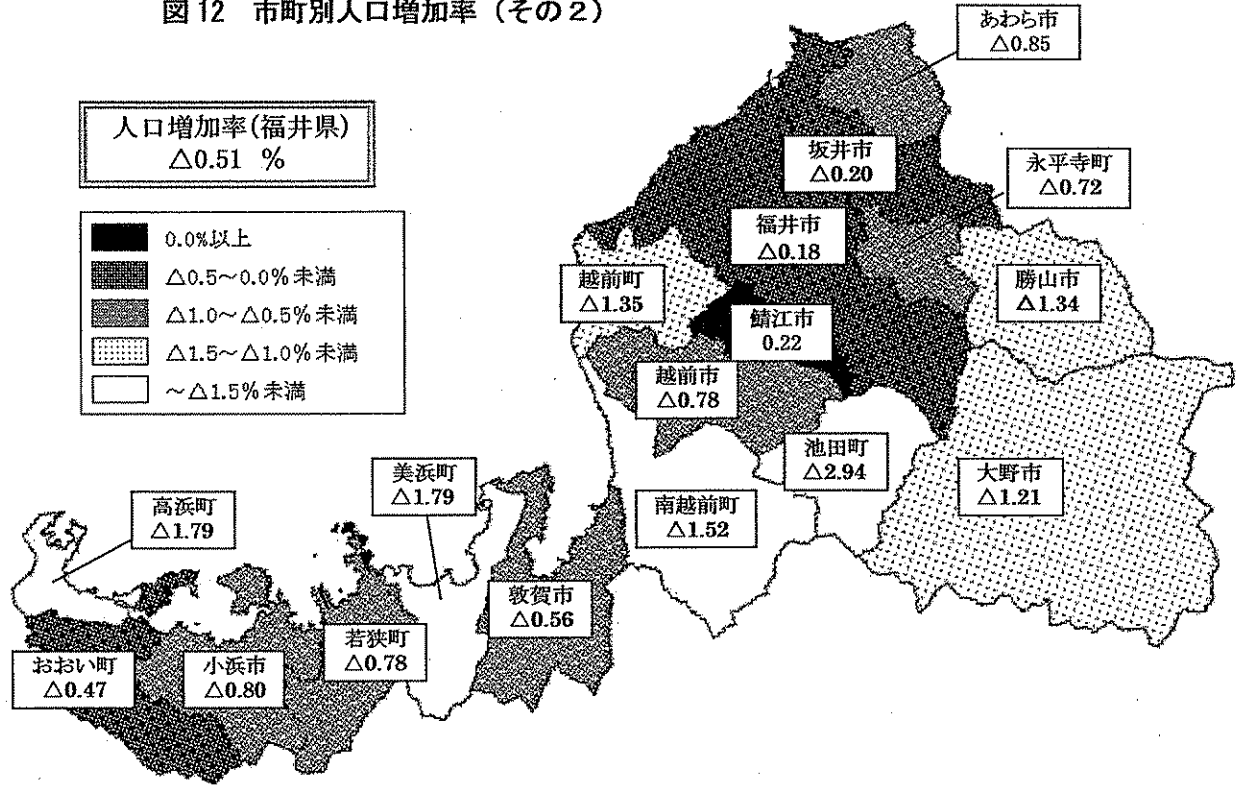 図12　市町別人口増加率（その２）
人口増加率(福井県)
△0.51 ％
0.0%以上
△0.5～0.0%未満
△1.0～△0.5%未満
△1.5～△1.0%未満
～△1.5%未満
あわら市
△0.85
坂井市
△0.20
永平寺町
△0.72
福井市
△0.18
越前町
△1.35
勝山市
△1.34
鯖江市
0.22
越前市
△0.78
池田町
△2.94
大野市
△1.21
南越前町
△1.52
美浜町
△1.79
高浜町
△1.79
敦賀市
△0.56
若狭町
△0.78
おおい町
△0.47
小浜市
△0.80